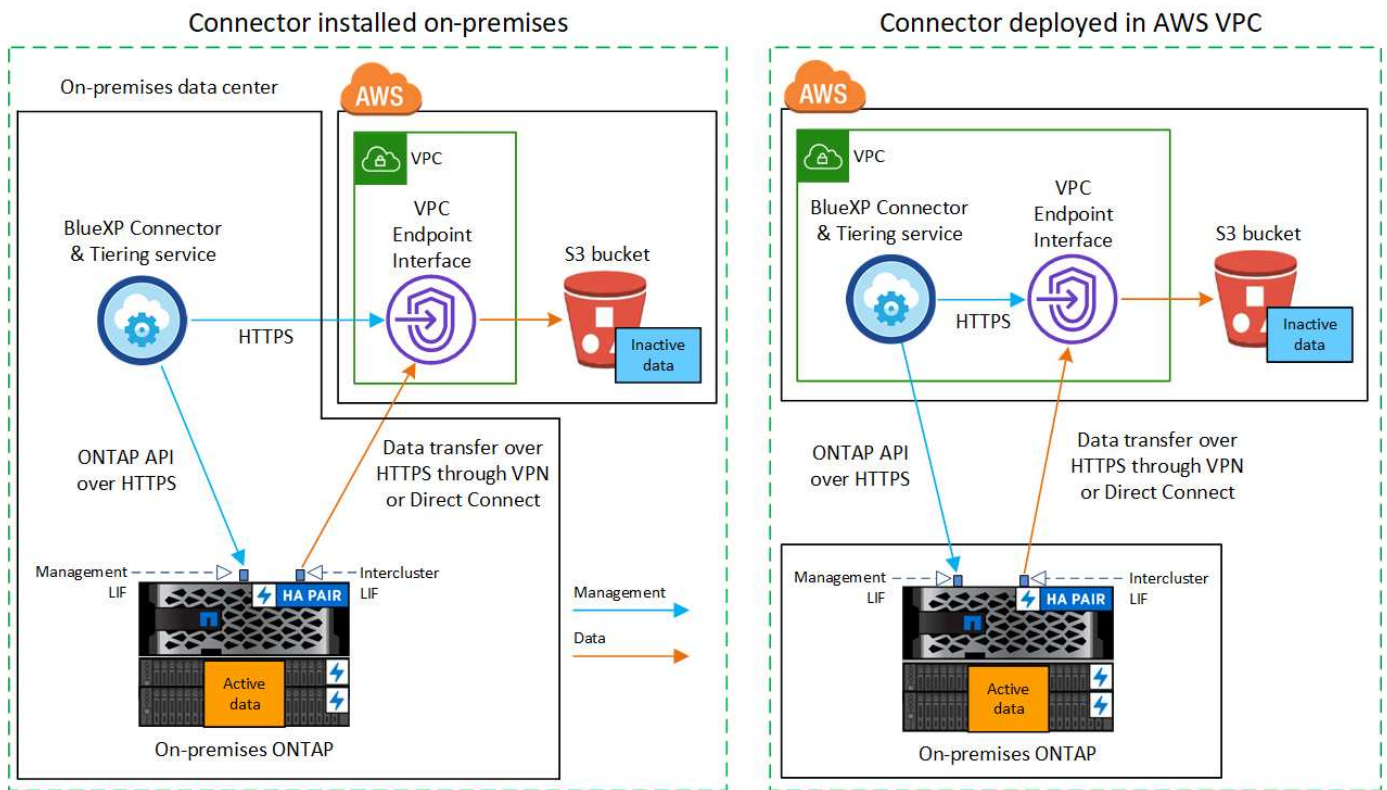 Connector installed on-premises
On-premises data center
AWS
VPC
BlueXP Connector
& Tiering service
VPC
Endpoint
Interface
S3 bucket
HTTPS
Inactive
data
ONTAP API
over HTTPS
Data transfer over
HTTPS through VPN
or Direct Connect
Management
LIF
Intercluster
LIF
HA PAIR
Management
Data
Active
data
On-premises ONTAP
Connector deployed in AWS VPC
AWS
VPC
BlueXP Connector
& Tiering service
VPC
Endpoint
Interface
S3 bucket
HTTPS
Inactive
data
ONTAP API
over HTTPS
Data transfer over
HTTPS through VPN
or Direct Connect
Management
LIF
Intercluster
LIF
HA PAIR
Active
data
On-premises ONTAP